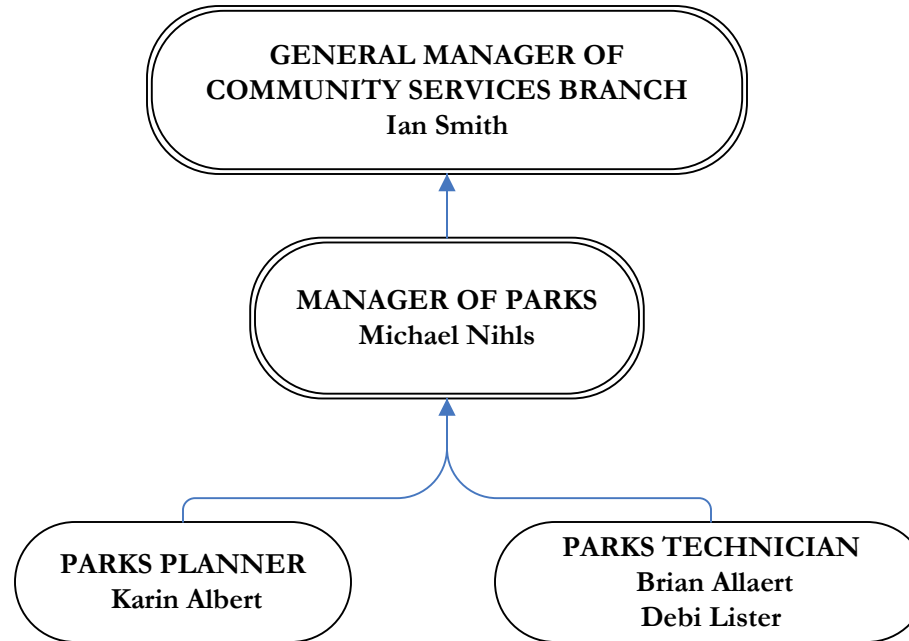 GENERAL MANAGER OF
COMMUNITY SERVICES BRANCH
Ian Smith
MANAGER OF PARKS
Michael Nihls
PARKS PLANNER
Karin Albert
PARKS TECHNICIAN
Brian Allaert
Debi Lister